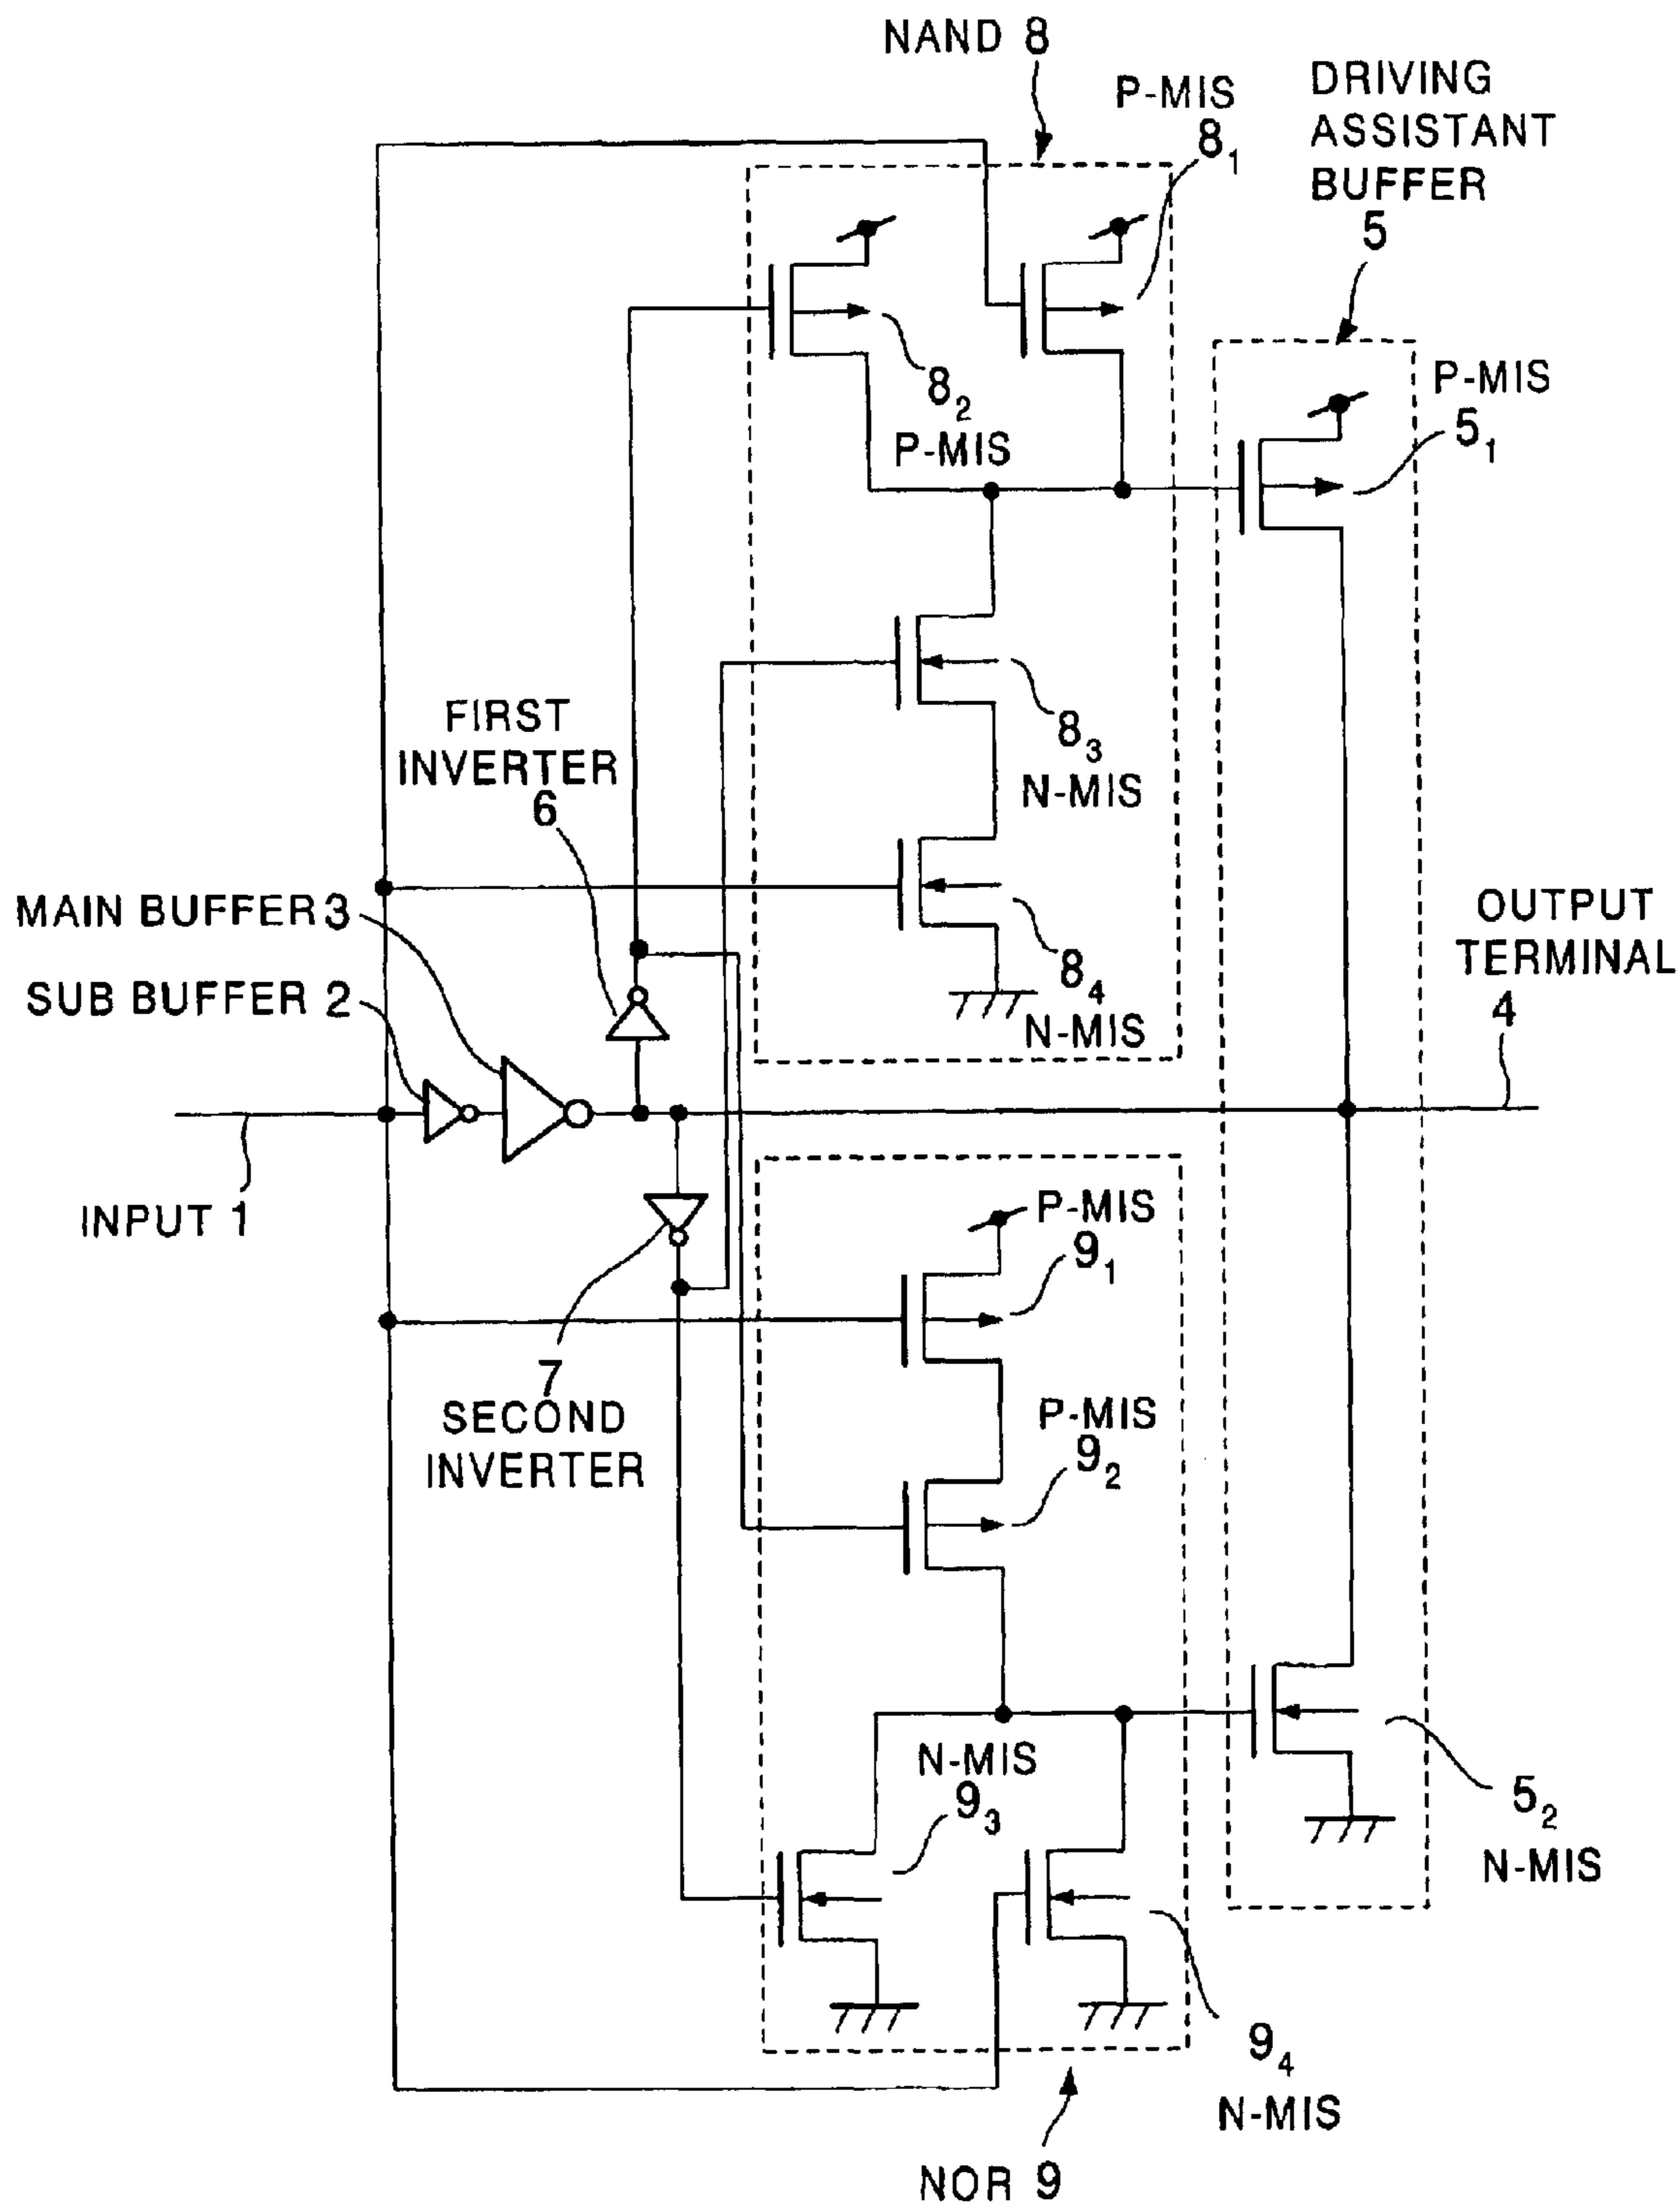 NAND 8
P-MIS
8₁
DRIVING
ASSISTANT
BUFFER
5
8₂
P-MIS
P-MIS
5₁
FIRST
INVERTER
6
8₃
N-MIS
MAIN BUFFER 3
SUB BUFFER 2
8₄
N-MIS
OUTPUT
TERMINAL
4
INPUT 1
P-MIS
9₁
7
SECOND
INVERTER
P-MIS
9₂
N-MIS
9₃
5₂
N-MIS
9₄
N-MIS
NOR 9